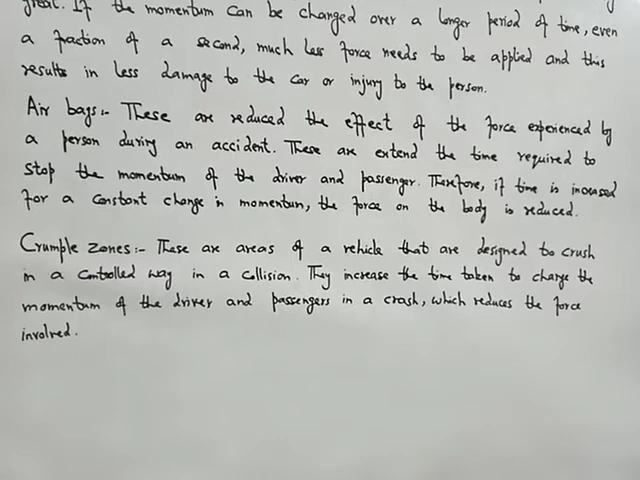 great. If the momentum can be changed over a longer period of time, even
a fraction of a second, much less force needs to be applied and this
results in less damage to the car or injury to the person.
Air bags:- These are reduced the effect of the force experienced by
a person during an accident. These are extend the time required to
stop the momentum of the driver and passenger. Therefore, if time is increased
for a constant change in momentum, the force on the body is reduced.
Crumple zones:- These are areas of a vehicle that are designed to crush
in a controlled way in a collision. They increase the time taken to change the
momentum of the driver and passengers in a crash, which reduces the force
involved.